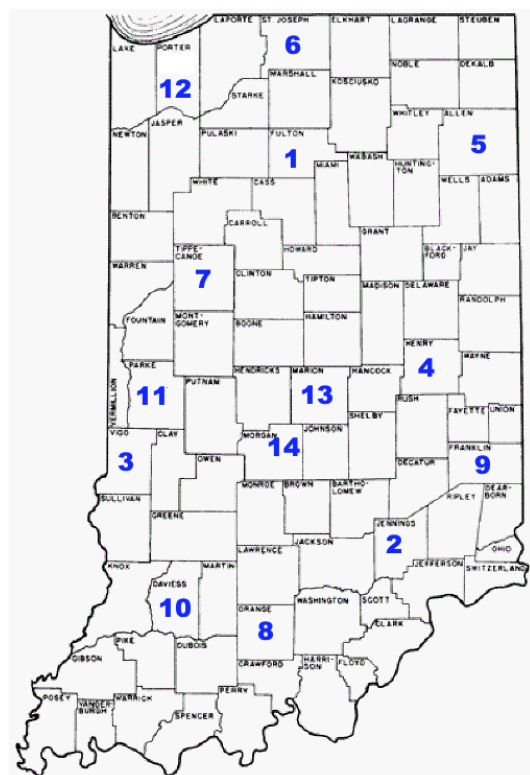 LAPORTE
ST. JOSEPH
ELKHART
LAGRANGE
STEUBEN
6
LAKE
PORTER
12
NOBLE
DEKALB
MARSHALL
KOSCIUSKO
STARKE
WHITLEY
ALLEN
5
JASPER
NEWTON
PULASKI
FULTON
1
WABASH
MIAMI
HUNTING-
TON
WELLS
ADAMS
WHITE
CASS
BENTON
CARROLL
GRANT
BLACK-
FORD
JAY
TIPPE-
CANOE
7
HOWARD
WARREN
CLINTON
TIPTON
MADISON
DELAWARE
RANDOLPH
FOUNTAIN
MONT-
GOMERY
BOONE
HAMILTON
HENRY
4
WAYNE
VERMILLION
PARKE
11
PUTNAM
HENDRICKS
MARION
13
HANCOCK
RUSH
FAYETTE
UNION
SHELBY
VIGO
3
CLAY
MORGAN
14
JOHNSON
OWEN
DECATUR
FRANKLIN
9
SULLIVAN
MONROE
BROWN
BARTHO-
LOMEW
RIPLEY
DEAR-
BORN
GREENE
JENNINGS
2
JACKSON
LAWRENCE
OHIO
KNOX
DAVIESS
10
MARTIN
JEFFERSON
SWITZERLAND
ORANGE
8
WASHINGTON
SCOTT
CLARK
PIKE
DUBOIS
GIBSON
CRAWFORD
HARRI-
SON
FLOYD
POSEY
VANDER-
BURGH
WARRICK
PERRY
SPENCER